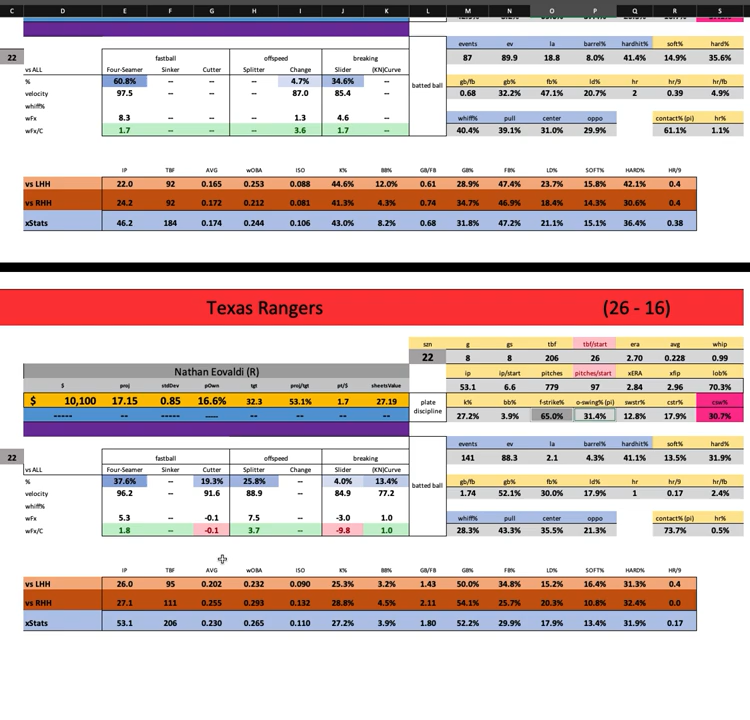 C D E F G H I J K L M N O P Q R S
events ev la barrel% hardhit% soft% hard%
22 fastball offspeed breaking 87 89.9 18.8 8.0% 41.4% 14.9% 35.6%
vs ALL Four-Seamer Sinker Cutter Splitter Change Slider (KN)Curve
% 60.8% -- -- -- 4.7% 34.6% -- batted ball gb/fb gb% fb% ld% hr hr/9 hr/fb
velocity 97.5 -- -- -- 87.0 85.4 -- 0.68 32.2% 47.1% 20.7% 2 0.39 4.9%
whiff%
wFx 8.3 -- -- -- 1.3 4.6 -- whiff% pull center oppo contact% (pi) hr%
wFx/C 1.7 -- -- -- 3.6 1.7 -- 40.4% 39.1% 31.0% 29.9% 61.1% 1.1%
IP TBF AVG wOBA ISO K% BB% GB/FB GB% FB% LD% SOFT% HARD% HR/9
vs LHH 22.0 92 0.165 0.253 0.088 44.6% 12.0% 0.61 28.9% 47.4% 23.7% 15.8% 42.1% 0.4
vs RHH 24.2 92 0.172 0.212 0.081 41.3% 4.3% 0.74 34.7% 46.9% 18.4% 14.3% 30.6% 0.4
xStats 46.2 184 0.174 0.244 0.106 43.0% 8.2% 0.68 31.8% 47.2% 21.1% 15.1% 36.4% 0.38
Texas Rangers (26 - 16)
szn g gs tbf tbf/start era avg whip
22 8 8 206 26 2.70 0.228 0.99
Nathan Eovaldi (R) ip ip/start pitches pitches/start xERA xfip lob%
$ proj stdDev pOwn tgt proj/tgt pt/$ sheetsValue 53.1 6.6 779 97 2.84 2.96 70.3%
$ 10,100 17.15 0.85 16.6% 32.3 53.1% 1.7 27.19 plate discipline k% bb% f-strike% o-swing% (pi) swstr% cstr% csw%
----- -- -- ---- -- -- -- -- 27.2% 3.9% 65.0% 31.4% 12.8% 17.9% 30.7%
events ev la barrel% hardhit% soft% hard%
22 fastball offspeed breaking 141 88.3 2.1 4.3% 41.1% 13.5% 31.9%
vs ALL Four-Seamer Sinker Cutter Splitter Change Slider (KN)Curve
% 37.6% -- 19.3% 25.8% -- 4.0% 13.4% batted ball gb/fb gb% fb% ld% hr hr/9 hr/fb
velocity 96.2 -- 91.6 88.9 -- 84.9 77.2 1.74 52.1% 30.0% 17.9% 1 0.17 2.4%
whiff%
wFx 5.3 -- -0.1 7.5 -- -3.0 1.0 whiff% pull center oppo contact% (pi) hr%
wFx/C 1.8 -- -0.1 3.7 -- -9.8 1.0 28.3% 43.3% 35.5% 21.3% 73.7% 0.5%
IP TBF AVG wOBA ISO K% BB% GB/FB GB% FB% LD% SOFT% HARD% HR/9
vs LHH 26.0 95 0.202 0.232 0.090 25.3% 3.2% 1.43 50.0% 34.8% 15.2% 16.4% 31.3% 0.4
vs RHH 27.1 111 0.255 0.293 0.132 28.8% 4.5% 2.11 54.1% 25.7% 20.3% 10.8% 32.4% 0.0
xStats 53.1 206 0.230 0.265 0.110 27.2% 3.9% 1.80 52.2% 29.9% 17.9% 13.4% 31.9% 0.17